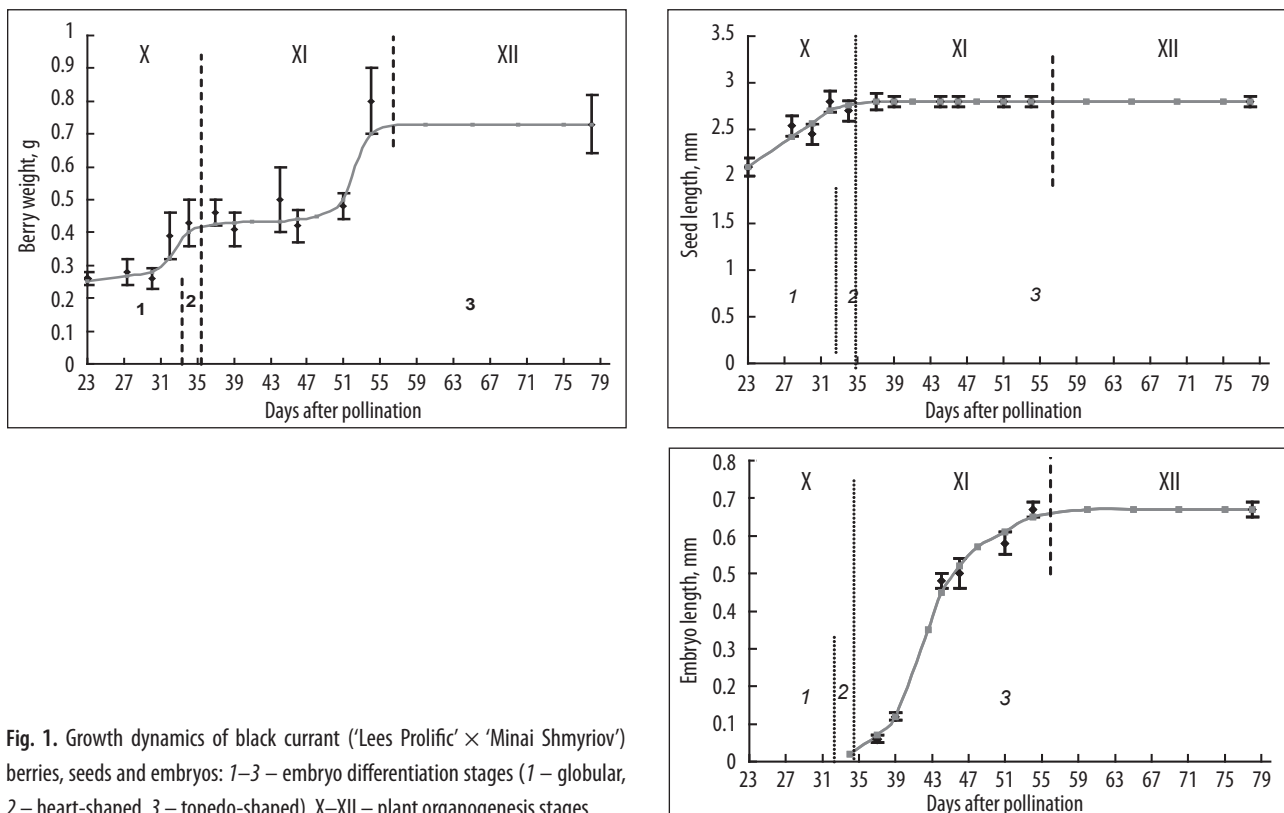 1
0.9
0.8
0.7
0.6
0.5
0.4
0.3
0.2
0.1
0
Berry weight, g
X XI XII
1 2 3
23 27 31 35 39 43 47 51 55 59 63 67 71 75 79
Days after pollination
3.5
3
2.5
2
1.5
1
0.5
0
Seed length, mm
X XI XII
1 2 3
23 27 31 35 39 43 47 51 55 59 63 67 71 75 79
Days after pollination
0.8
0.7
0.6
0.5
0.4
0.3
0.2
0.1
0
Embryo length, mm
X XI XII
1 2 3
23 27 31 35 39 43 47 51 55 59 63 67 71 75 79
Days after pollination
Fig. 1. Growth dynamics of black currant ('Lees Prolific' × 'Minai Shmyriov')
berries, seeds and embryos: 1–3 – embryo differentiation stages (1 – globular,
2 – heart-shaped, 3 – topedo-shaped), X–XII – plant organogenesis stages